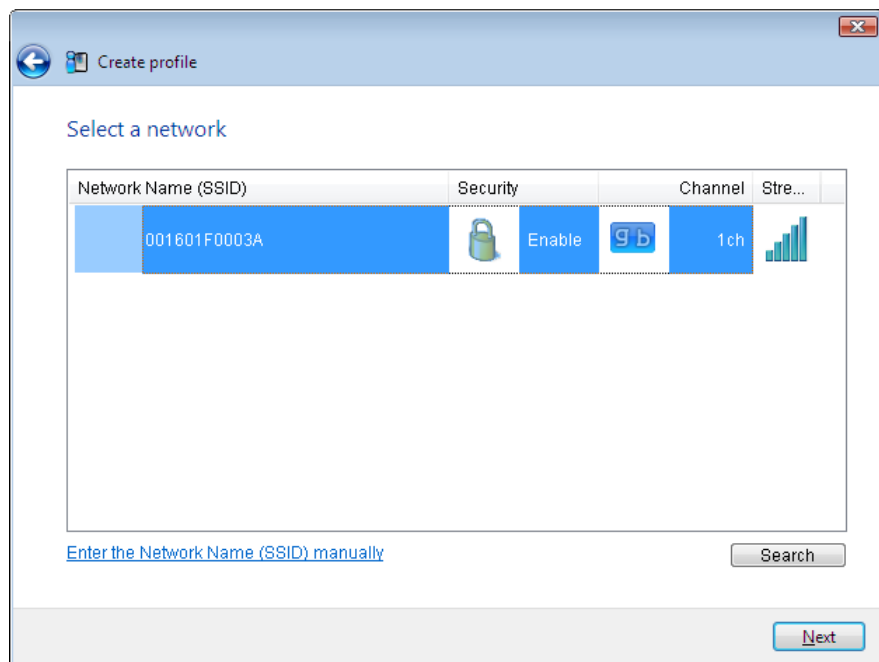 Create profile
Select a network
Network Name (SSID) Security Channel Stre...
001601F0003A Enable g b 1ch
Enter the Network Name (SSID) manually
Search
Next